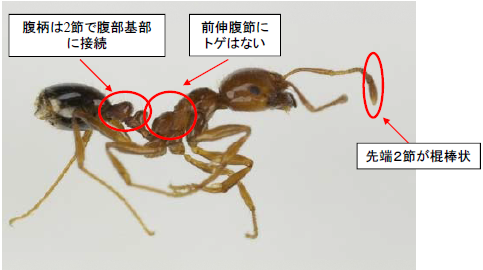 腹柄は2節で腹部基部
に接続
前伸腹節に
トゲはない
先端２節が棍棒状